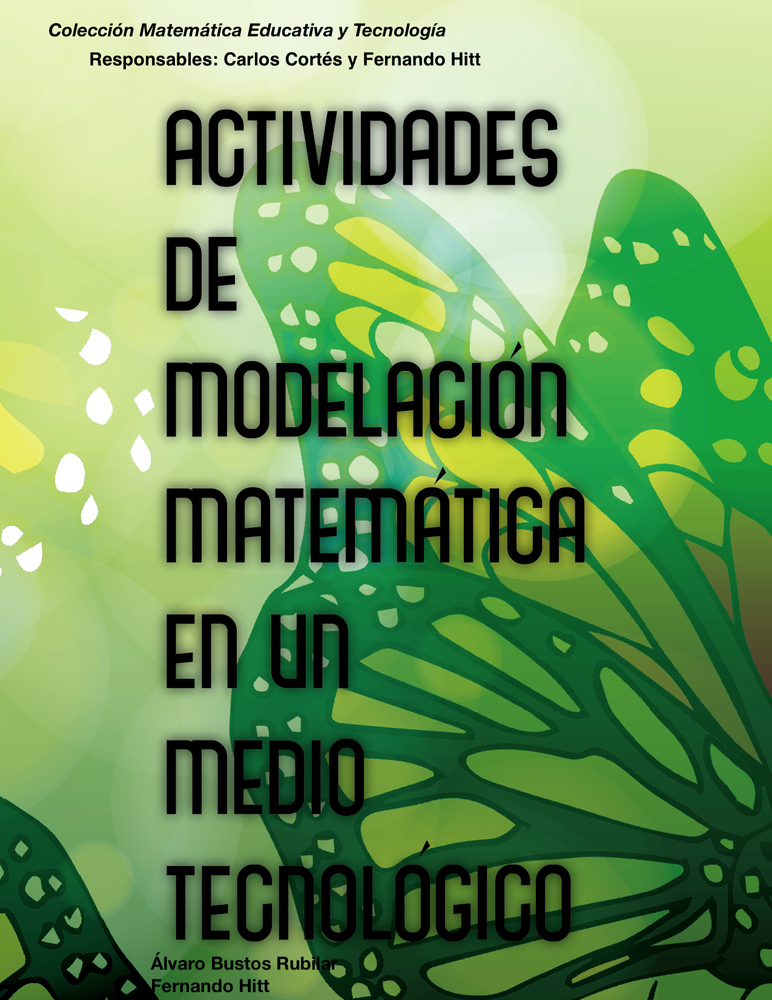 Colección Matemática Educativa y Tecnología
Responsables: Carlos Cortés y Fernando Hitt
ACTIVIDADES
DE
MODELACIÓN
MATEMÁTICA
EN UN
MEDIO
TECNOLÓGICO
Álvaro Bustos Rubilar
Fernando Hitt